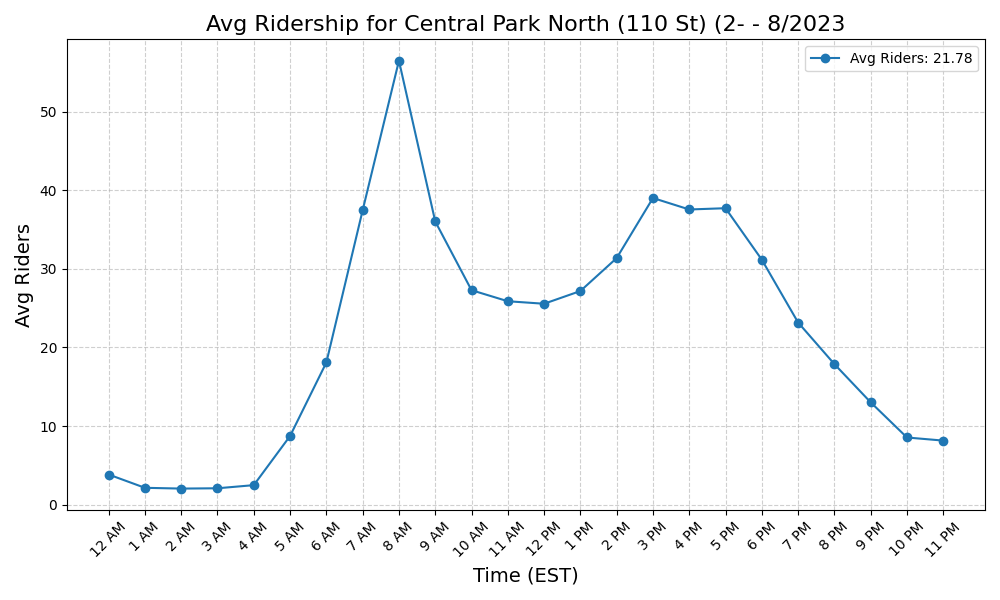 Avg Ridership for Central Park North (110 St) (2- - 8/2023
Avg Riders: 21.78
Avg Riders
50
40
30
20
10
0
12 AM
1 AM
2 AM
3 AM
4 AM
5 AM
6 AM
7 AM
8 AM
9 AM
10 AM
11 AM
12 PM
1 PM
2 PM
3 PM
4 PM
5 PM
6 PM
7 PM
8 PM
9 PM
10 PM
11 PM
Time (EST)